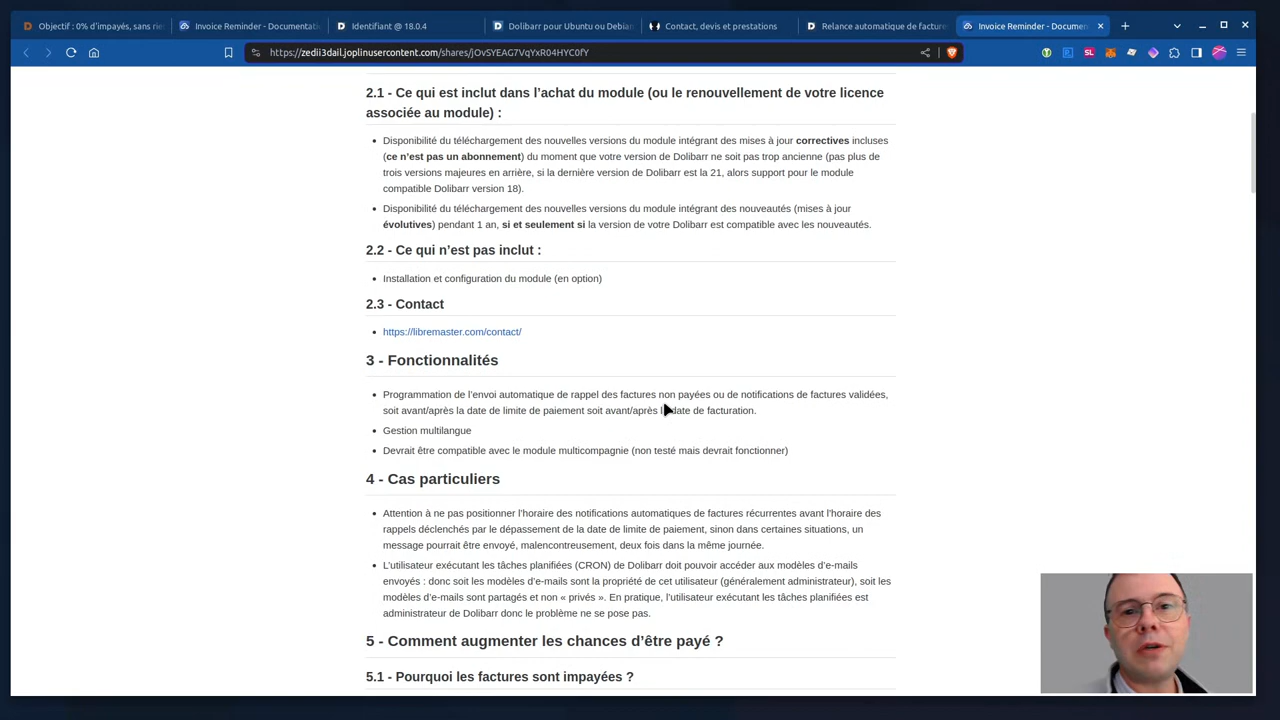 Objectif : 0% d'impayés, sans rie
Invoice Reminder - Documentati
Identifiant @ 18.0.4
Dolibarr pour Ubuntu ou Debian
Contact, devis et prestations
Relance automatique de facture
Invoice Reminder - Documen
https://zedii3dail.joplinusercontent.com/shares/jOvSYEAG7VqYxR04HYC0fY
2.1 - Ce qui est inclut dans l'achat du module (ou le renouvellement de votre licence
associée au module) :
Disponibilité du téléchargement des nouvelles versions du module intégrant des mises à jour correctives incluses
(ce n'est pas un abonnement) du moment que votre version de Dolibarr ne soit pas trop ancienne (pas plus de
trois versions majeures en arrière, si la dernière version de Dolibarr est la 21, alors support pour le module
compatible Dolibarr version 18).
Disponibilité du téléchargement des nouvelles versions du module intégrant des nouveautés (mises à jour
évolutives) pendant 1 an, si et seulement si la version de votre Dolibarr est compatible avec les nouveautés.
2.2 - Ce qui n'est pas inclut :
Installation et configuration du module (en option)
2.3 - Contact
https://libremaster.com/contact/
3 - Fonctionnalités
Programmation de l'envoi automatique de rappel des factures non payées ou de notifications de factures validées,
soit avant/après la date de limite de paiement soit avant/après la date de facturation.
Gestion multilangue
Devrait être compatible avec le module multicompagnie (non testé mais devrait fonctionner)
4 - Cas particuliers
Attention à ne pas positionner l'horaire des notifications automatiques de factures récurrentes avant l'horaire des
rappels déclenchés par le dépassement de la date de limite de paiement, sinon dans certaines situations, un
message pourrait être envoyé, malencontreusement, deux fois dans la même journée.
L'utilisateur exécutant les tâches planifiées (CRON) de Dolibarr doit pouvoir accéder aux modèles d'e-mails
envoyés : donc soit les modèles d'e-mails sont la propriété de cet utilisateur (généralement administrateur), soit les
modèles d'e-mails sont partagés et non « privés ». En pratique, l'utilisateur exécutant les tâches planifiées est
administrateur de Dolibarr donc le problème ne se pose pas.
5 - Comment augmenter les chances d'être payé ?
5.1 - Pourquoi les factures sont impayées ?